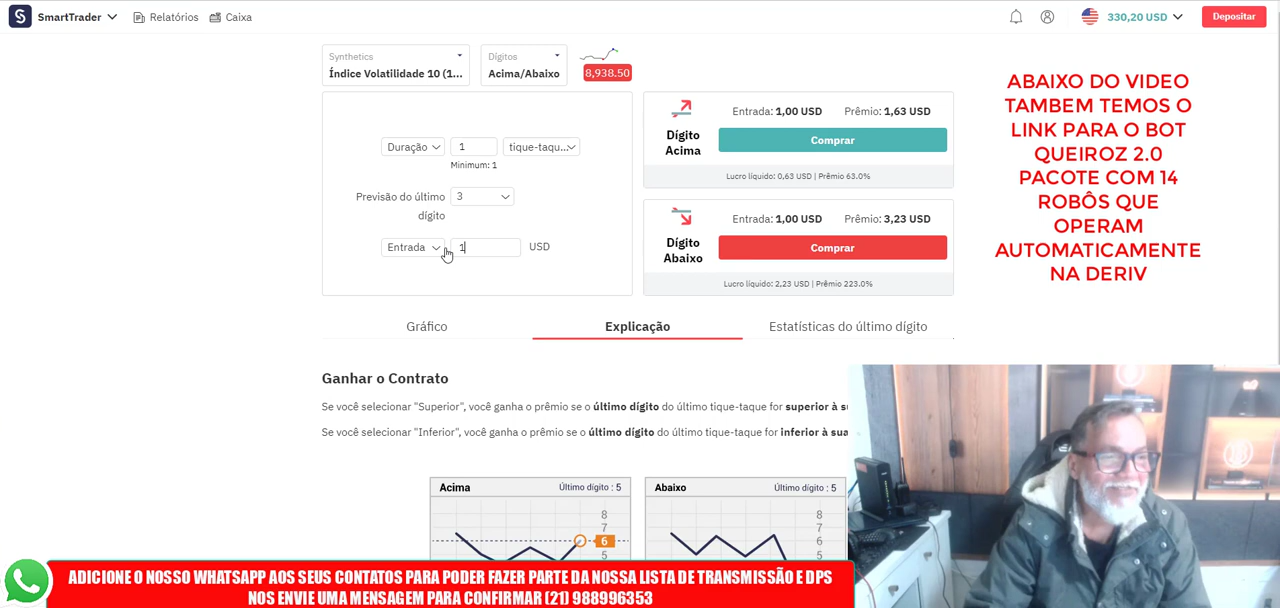 S SmartTrader Relatórios Caixa 330,20 USD Depositar
Synthetics
Índice Volatilidade 10 (1...
Dígitos
Acima/Abaixo
8,938.50
Duração 1 tique-taqu...
Minimum: 1
Previsão do último 3
dígito
Entrada 1 USD
Entrada: 1,00 USD Prêmio: 1,63 USD
Dígito
Acima
Comprar
Lucro líquido: 0,63 USD | Prêmio 63.0%
Entrada: 1,00 USD Prêmio: 3,23 USD
Dígito
Abaixo
Comprar
Lucro líquido: 2,23 USD | Prêmio 223.0%
ABAIXO DO VIDEO
TAMBEM TEMOS O
LINK PARA O BOT
QUEIROZ 2.0
PACOTE COM 14
ROBÔS QUE
OPERAM
AUTOMATICAMENTE
NA DERIV
Gráfico Explicação Estatísticas do último dígito
Ganhar o Contrato
Se você selecionar "Superior", você ganha o prêmio se o último dígito do último tique-taque for superior à su
Se você selecionar "Inferior", você ganha o prêmio se o último dígito do último tique-taque for inferior à sua
Acima Último dígito : 5
8
7
6
5
Abaixo Último dígito : 5
8
7
6
5
ADICIONE O NOSSO WHATSAPP AOS SEUS CONTATOS PARA PODER FAZER PARTE DA NOSSA LISTA DE TRANSMISSÃO E DPS
NOS ENVIE UMA MENSAGEM PARA CONFIRMAR (21) 988996353